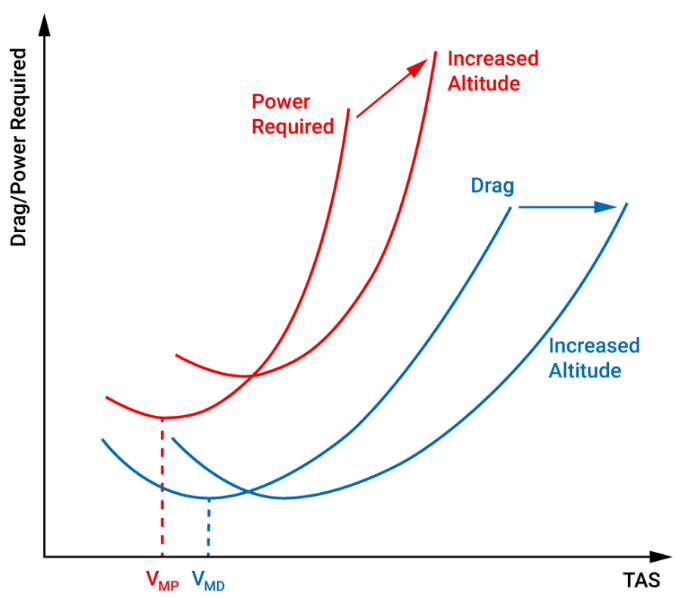 Drag/Power Required
Power
Required
Increased
Altitude
Drag
Increased
Altitude
VMP
VMD
TAS